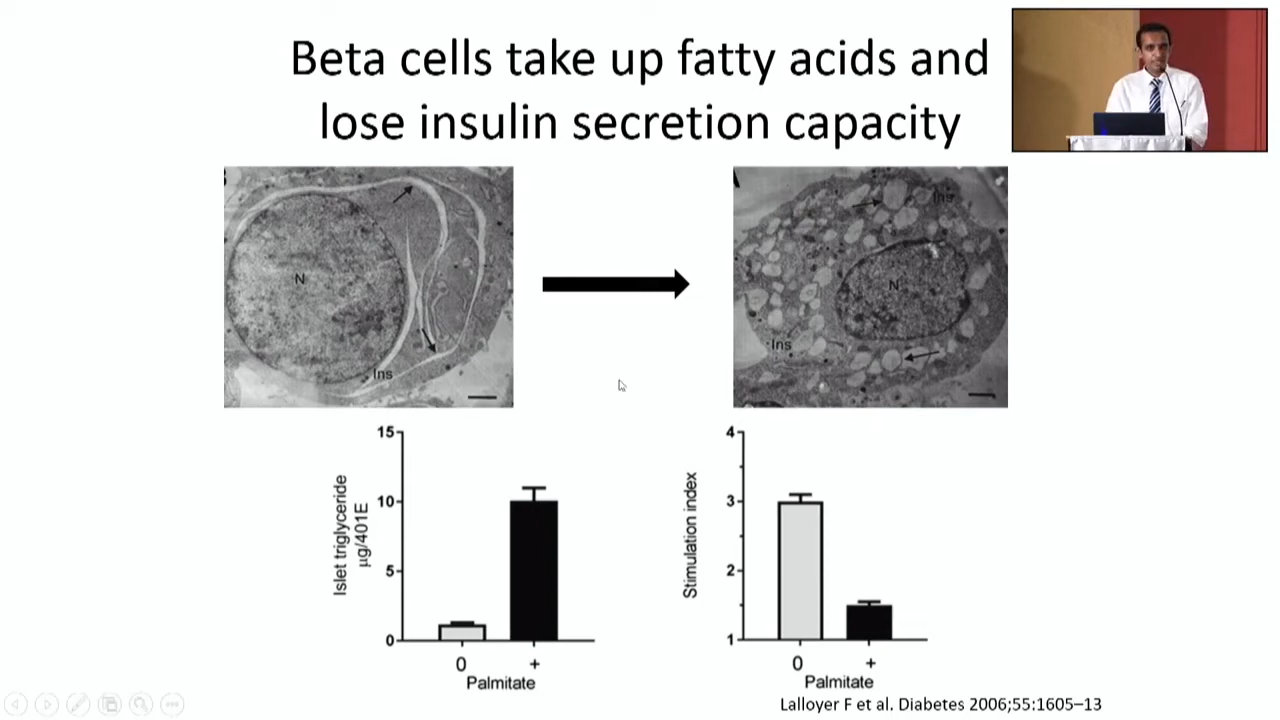 Beta cells take up fatty acids and
lose insulin secretion capacity
N
Ins
Ins
N
Ins
15
10
5
0
Islet triglyceride
µg/401E
0
+
Palmitate
4
3
2
1
Stimulation index
0
+
Palmitate
Lalloyer F et al. Diabetes 2006;55:1605–13